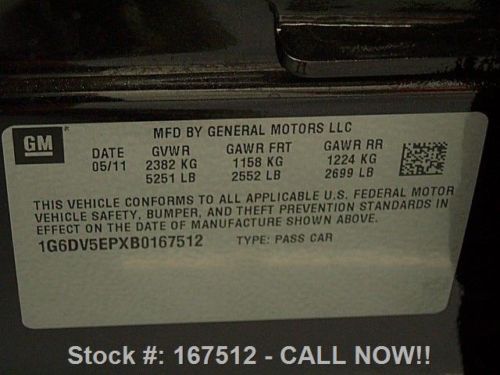 GM
MFD BY GENERAL MOTORS LLC
DATE GVWR GAWR FRT GAWR RR
05/11 2382 KG 1158 KG 1224 KG
5251 LB 2552 LB 2699 LB
THIS VEHICLE CONFORMS TO ALL APPLICABLE U.S. FEDERAL MOTOR
VEHICLE SAFETY, BUMPER, AND THEFT PREVENTION STANDARDS IN
EFFECT ON THE DATE OF MANUFACTURE SHOWN ABOVE.
1G6DV5EPXB0167512 TYPE: PASS CAR
Stock #: 167512 - CALL NOW!!